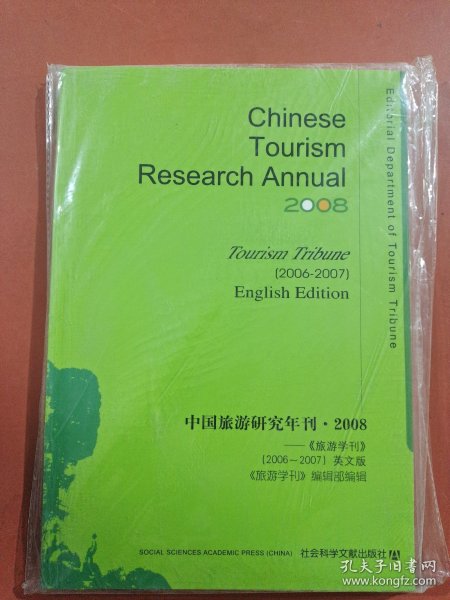 Chinese
Tourism
Research Annual
2008
Tourism Tribune
(2006-2007)
English Edition
Editorial Department of Tourism Tribune
中国旅游研究年刊·2008
——《旅游学刊》
(2006~2007) 英文版
《旅游学刊》编辑部编辑
SOCIAL SCIENCES ACADEMIC PRESS (CHINA) 社会科学文献出版社
孔夫子旧书网
www.kongfz.com